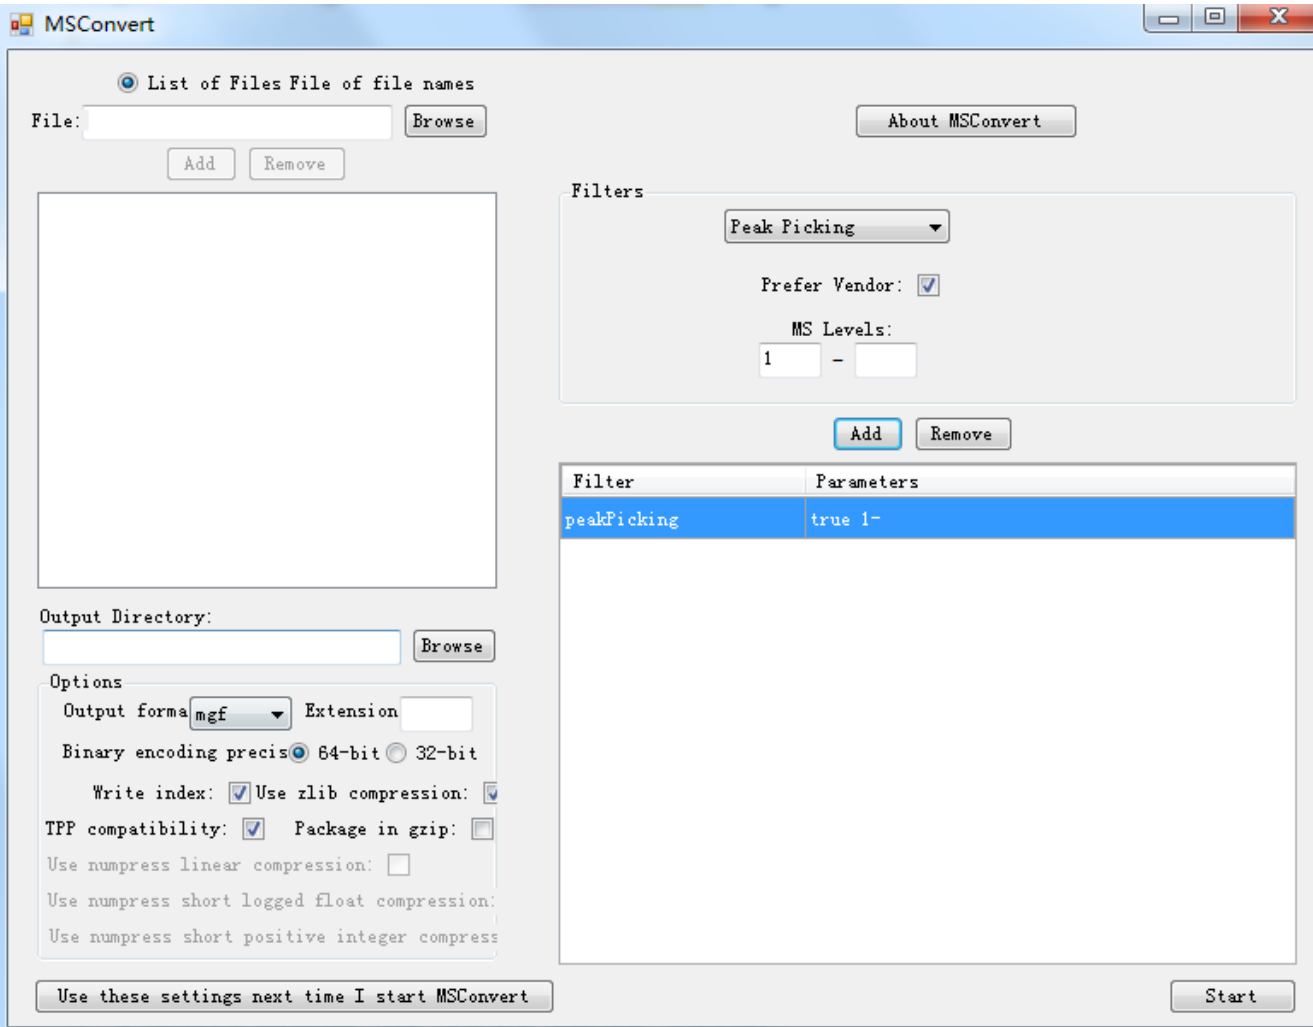 MSConvert
List of Files File of file names
File: Browse
Add Remove
About MSConvert
Filters
Peak Picking
Prefer Vendor:
MS Levels:
1 -
Add Remove
Filter Parameters
peakPicking true 1-
Output Directory:
Browse
Options
Output forma mgf Extension
Binary encoding precis 64-bit 32-bit
Write index: Use zlib compression:
TPP compatibility: Package in gzip:
Use numpress linear compression:
Use numpress short logged float compression:
Use numpress short positive integer compress
Use these settings next time I start MSConvert
Start